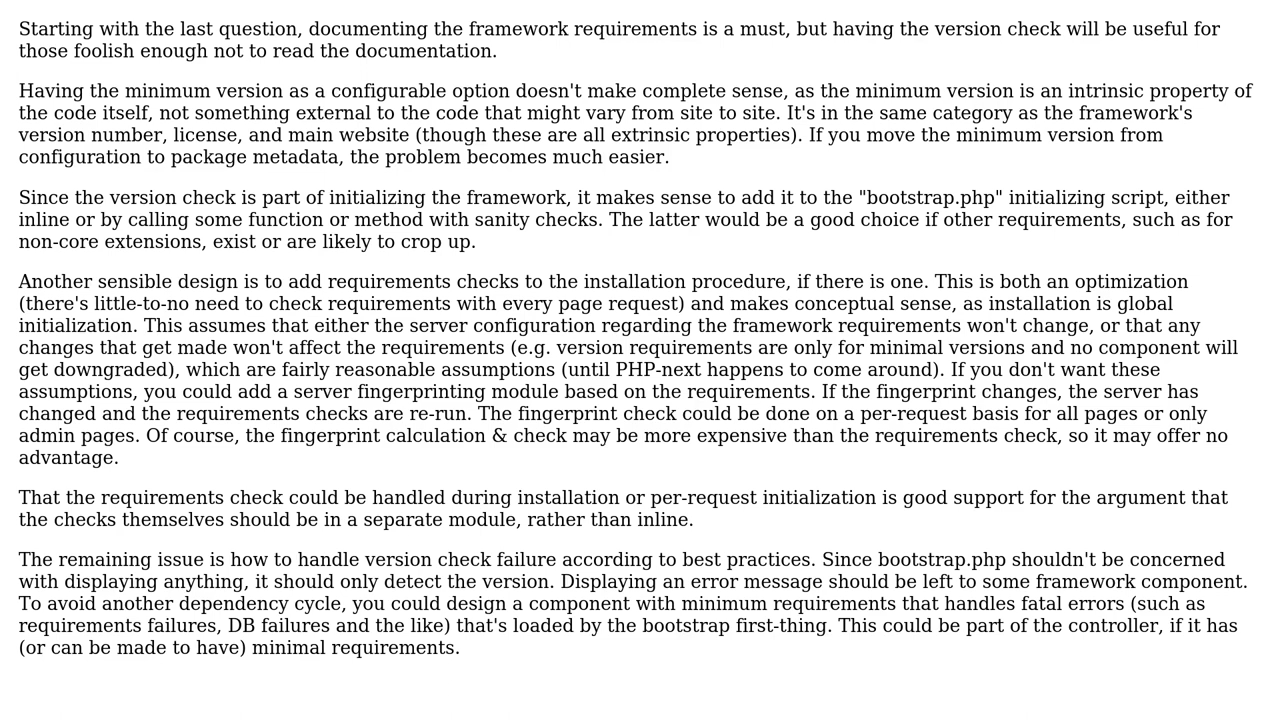 Starting with the last question, documenting the framework requirements is a must, but having the version check will be useful for
those foolish enough not to read the documentation.
Having the minimum version as a configurable option doesn't make complete sense, as the minimum version is an intrinsic property of
the code itself, not something external to the code that might vary from site to site. It's in the same category as the framework's
version number, license, and main website (though these are all extrinsic properties). If you move the minimum version from
configuration to package metadata, the problem becomes much easier.
Since the version check is part of initializing the framework, it makes sense to add it to the "bootstrap.php" initializing script, either
inline or by calling some function or method with sanity checks. The latter would be a good choice if other requirements, such as for
non-core extensions, exist or are likely to crop up.
Another sensible design is to add requirements checks to the installation procedure, if there is one. This is both an optimization
(there's little-to-no need to check requirements with every page request) and makes conceptual sense, as installation is global
initialization. This assumes that either the server configuration regarding the framework requirements won't change, or that any
changes that get made won't affect the requirements (e.g. version requirements are only for minimal versions and no component will
get downgraded), which are fairly reasonable assumptions (until PHP-next happens to come around). If you don't want these
assumptions, you could add a server fingerprinting module based on the requirements. If the fingerprint changes, the server has
changed and the requirements checks are re-run. The fingerprint check could be done on a per-request basis for all pages or only
admin pages. Of course, the fingerprint calculation & check may be more expensive than the requirements check, so it may offer no
advantage.
That the requirements check could be handled during installation or per-request initialization is good support for the argument that
the checks themselves should be in a separate module, rather than inline.
The remaining issue is how to handle version check failure according to best practices. Since bootstrap.php shouldn't be concerned
with displaying anything, it should only detect the version. Displaying an error message should be left to some framework component.
To avoid another dependency cycle, you could design a component with minimum requirements that handles fatal errors (such as
requirements failures, DB failures and the like) that's loaded by the bootstrap first-thing. This could be part of the controller, if it has
(or can be made to have) minimal requirements.